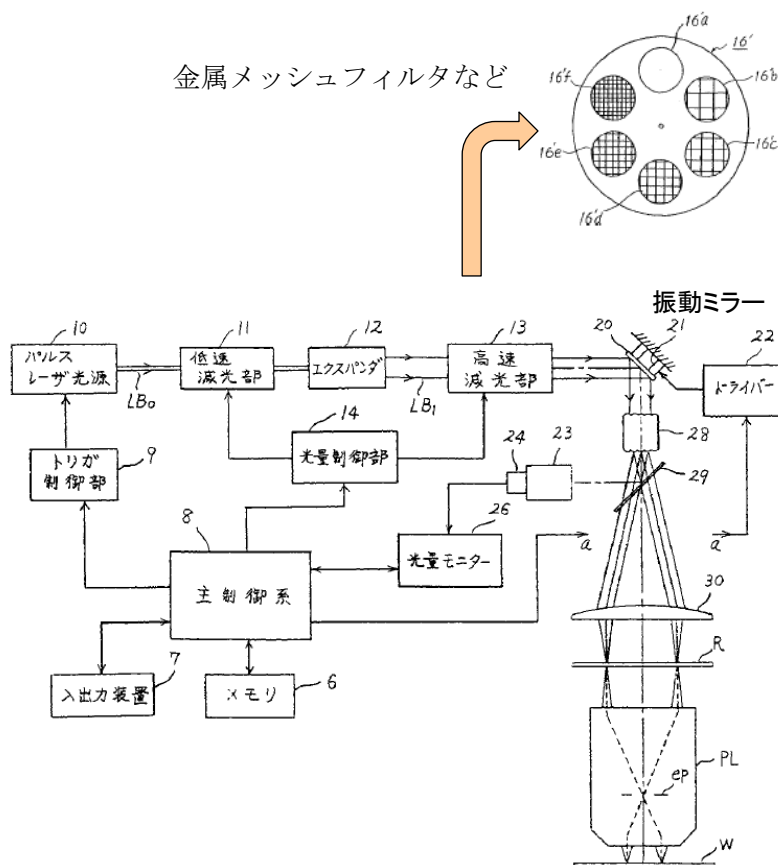 金属メッシュフィルタなど
16'a
16'
16'b
16'c
16'd
16'e
16'f
振動ミラー
10
パルス
レーザ光源
LB₀
11
低速
減光部
12
エクスパンダ
LB₁
13
高速
減光部
20
21
22
ドライバー
14
光量制御部
トリガ
制御部
9
24
23
28
29
26
光量モニター
a
a
8
主制御系
30
R
7
入出力装置
6
メモリ
PL
ep
W